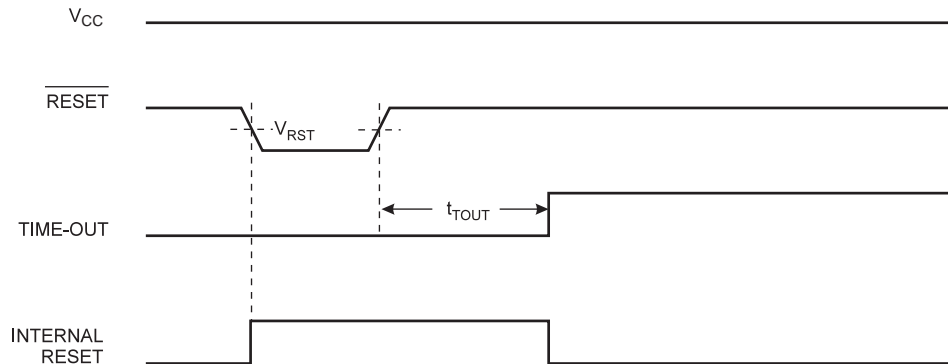 VCC
RESET
VRST
tTOUT
TIME-OUT
INTERNAL
RESET